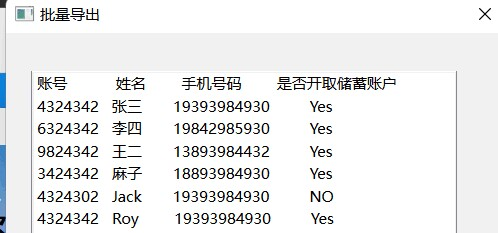 批量导出
账号 姓名 手机号码 是否开取储蓄账户
4324342 张三 19393984930 Yes
6324342 李四 19842985930 Yes
9824342 王二 13893984432 Yes
3424342 麻子 18893984930 Yes
4324302 Jack 19393984930 NO
4324342 Roy 19393984930 Yes